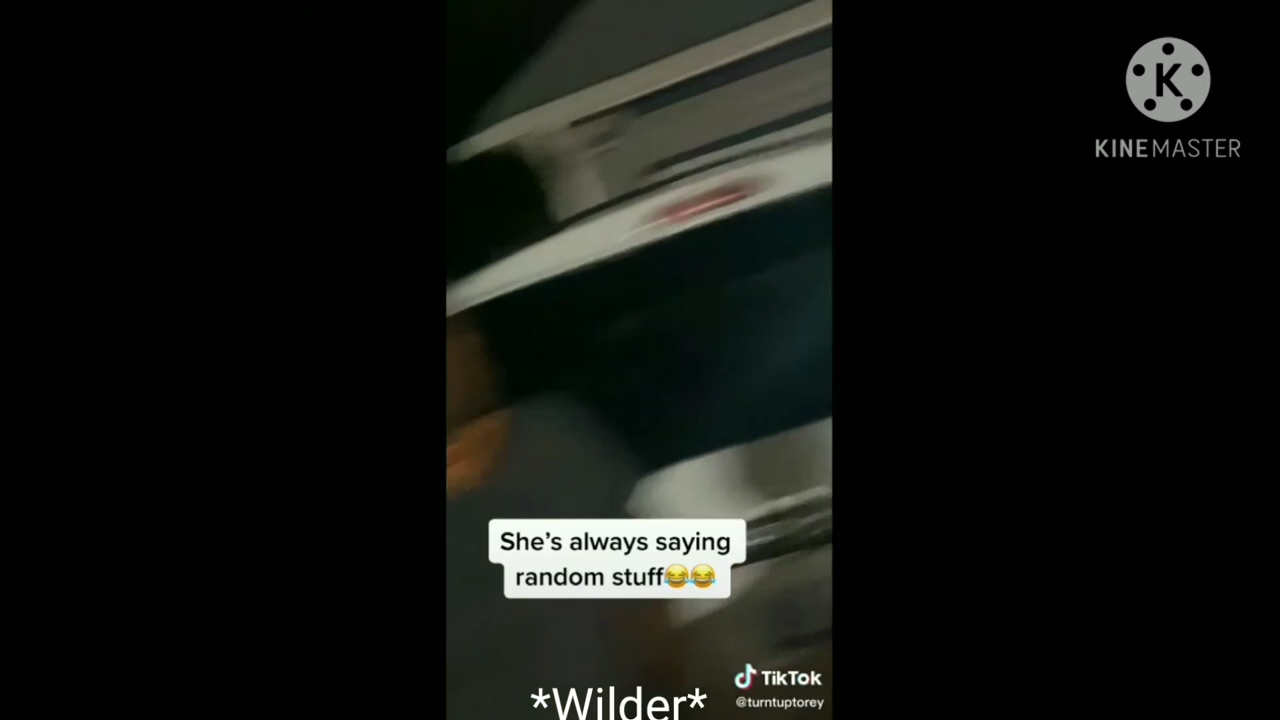 KINEMASTER
She's always saying
random stuff😂😂
*Wilder*
TikTok
@turntuptorey